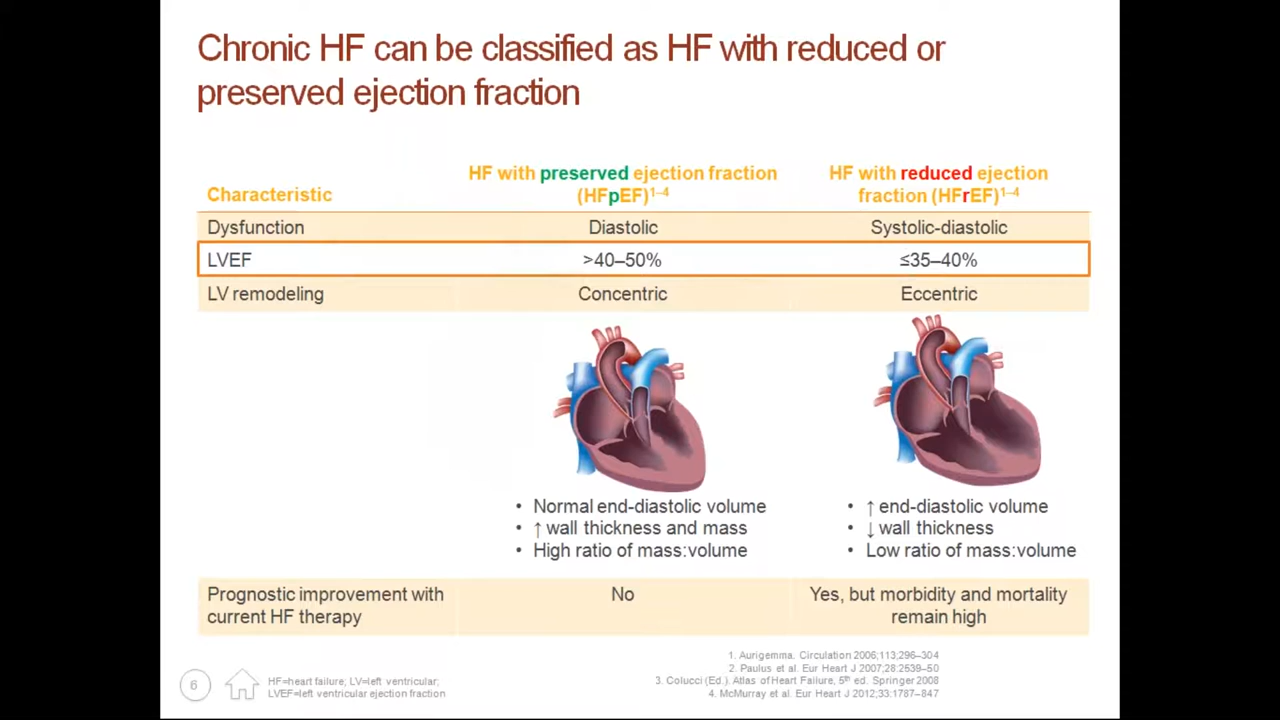 Chronic HF can be classified as HF with reduced or
preserved ejection fraction
Characteristic
HF with preserved ejection fraction
(HFpEF)1–4
HF with reduced ejection
fraction (HFrEF)1–4
Dysfunction Diastolic Systolic-diastolic
LVEF >40–50% ≤35–40%
LV remodeling Concentric Eccentric
• Normal end-diastolic volume
• ↑ wall thickness and mass
• High ratio of mass:volume
• ↑ end-diastolic volume
• ↓ wall thickness
• Low ratio of mass:volume
Prognostic improvement with
current HF therapy
No
Yes, but morbidity and mortality
remain high
1. Aurigemma. Circulation 2006;113;296–304
2. Paulus et al. Eur Heart J 2007;28:2539–50
3. Colucci (Ed.). Atlas of Heart Failure, 5th ed. Springer 2008
4. McMurray et al. Eur Heart J 2012;33:1787–847
6
HF=heart failure; LV=left ventricular;
LVEF=left ventricular ejection fraction